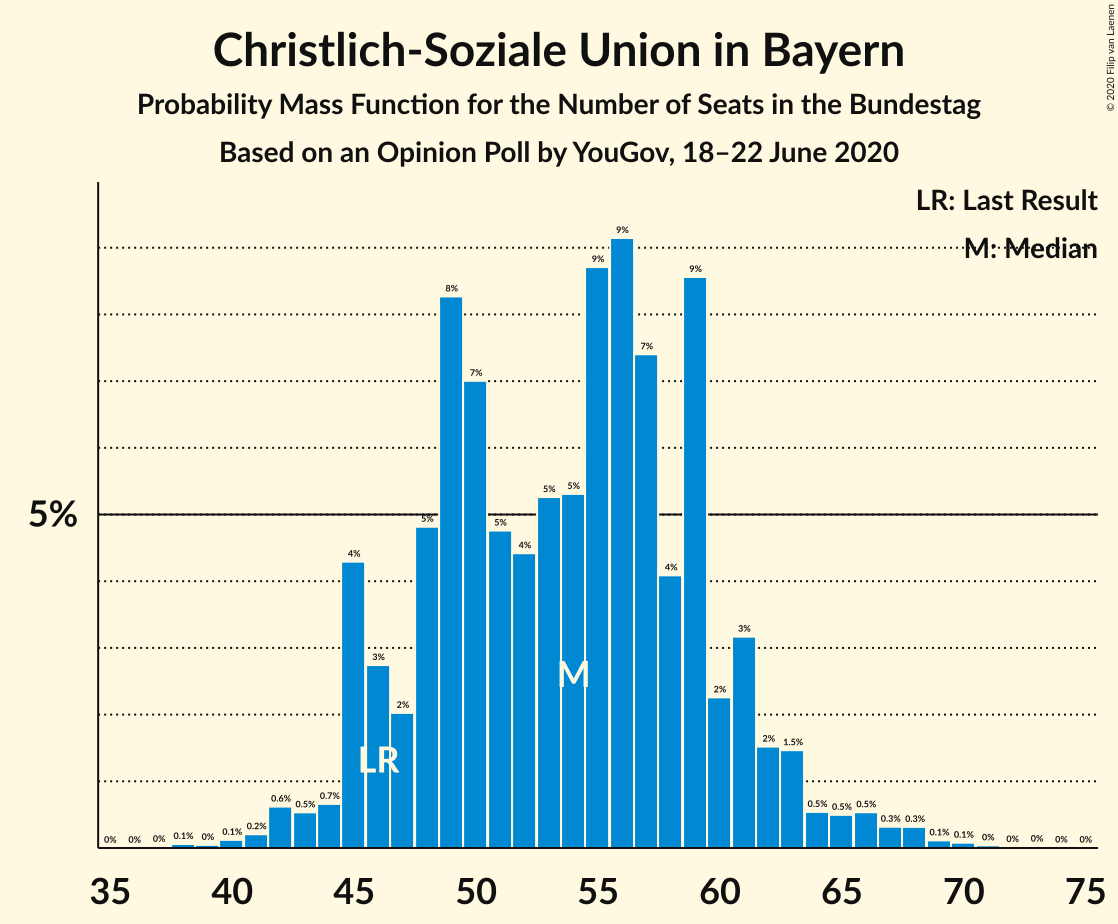 Christlich-Soziale Union in Bayern
Probability Mass Function for the Number of Seats in the Bundestag
Based on an Opinion Poll by YouGov, 18–22 June 2020
© 2020 Filip van Laenen
LR: Last Result
M: Median
5%
0% 0% 0% 0.1% 0% 0.1% 0.2% 0.6% 0.5% 0.7% 4% 3% 2% 5% 8% 7% 5% 4% 5% 5% 9% 9% 7% 4% 9% 2% 3% 2% 1.5% 0.5% 0.5% 0.5% 0.3% 0.3% 0.1% 0.1% 0% 0% 0% 0% 0%
M
LR
35 40 45 50 55 60 65 70 75